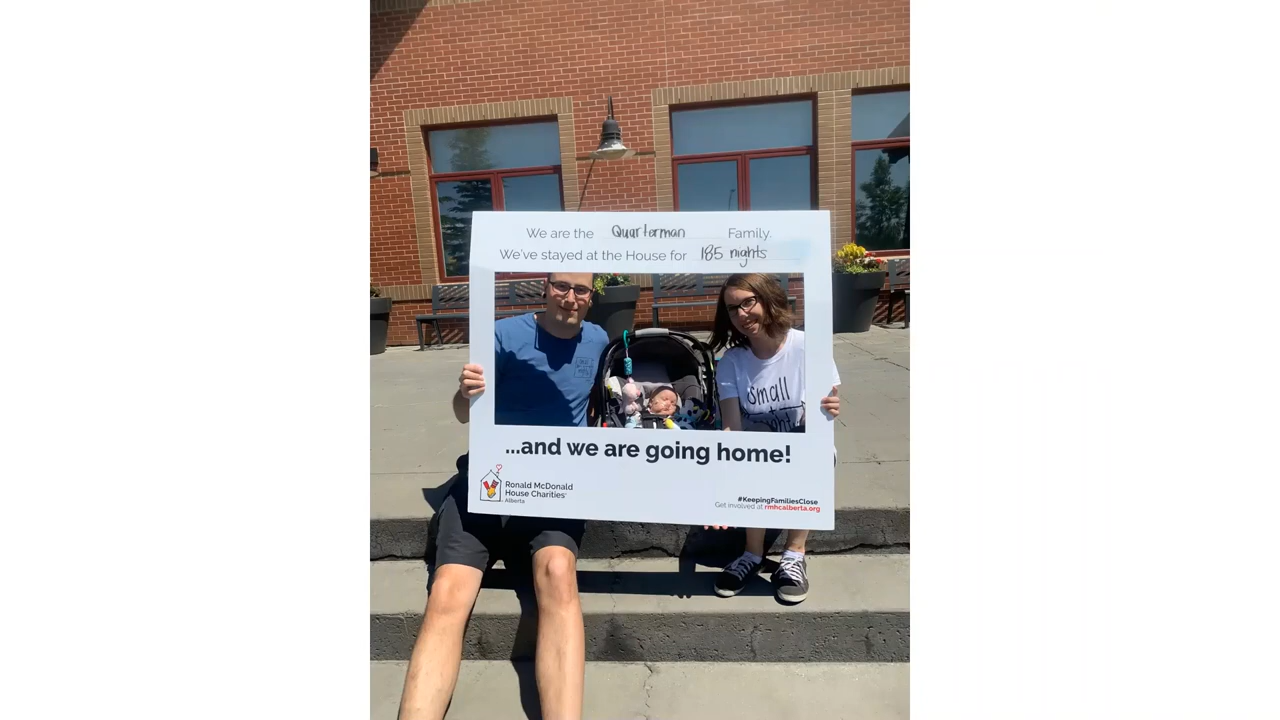 We are the Quarterman Family.
We've stayed at the House for 185 nights
small
...and we are going home!
Ronald McDonald
House Charities®
Alberta
#KeepingFamiliesClose
Get involved at rmhcalberta.org